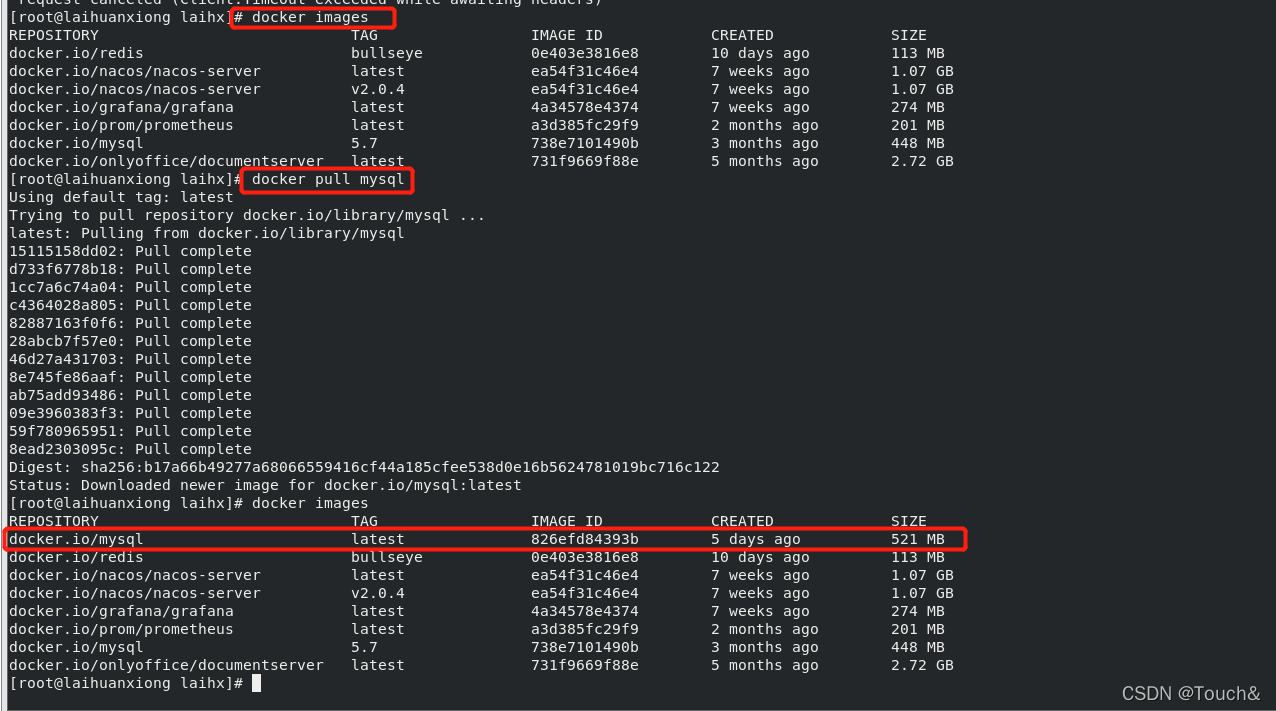 request canceled (Client.Timeout exceeded while awaiting headers)
[root@laihuanxiong laihx]# docker images
REPOSITORY TAG IMAGE ID CREATED SIZE
docker.io/redis bullseye 0e403e3816e8 10 days ago 113 MB
docker.io/nacos/nacos-server latest ea54f31c46e4 7 weeks ago 1.07 GB
docker.io/nacos/nacos-server v2.0.4 ea54f31c46e4 7 weeks ago 1.07 GB
docker.io/grafana/grafana latest 4a34578e4374 7 weeks ago 274 MB
docker.io/prom/prometheus latest a3d385fc29f9 2 months ago 201 MB
docker.io/mysql 5.7 738e7101490b 3 months ago 448 MB
docker.io/onlyoffice/documentserver latest 731f9669f88e 5 months ago 2.72 GB
[root@laihuanxiong laihx]# docker pull mysql
Using default tag: latest
Trying to pull repository docker.io/library/mysql ...
latest: Pulling from docker.io/library/mysql
15115158dd02: Pull complete
d733f6778b18: Pull complete
1cc7a6c74a04: Pull complete
c4364028a805: Pull complete
82887163f0f6: Pull complete
28abcb7f57e0: Pull complete
46d27a431703: Pull complete
8e745fe86aaf: Pull complete
ab75add93486: Pull complete
09e3960383f3: Pull complete
59f780965951: Pull complete
8ead2303095c: Pull complete
Digest: sha256:b17a66b49277a68066559416cf44a185cfee538d0e16b5624781019bc716c122
Status: Downloaded newer image for docker.io/mysql:latest
[root@laihuanxiong laihx]# docker images
REPOSITORY TAG IMAGE ID CREATED SIZE
docker.io/mysql latest 826efd84393b 5 days ago 521 MB
docker.io/redis bullseye 0e403e3816e8 10 days ago 113 MB
docker.io/nacos/nacos-server latest ea54f31c46e4 7 weeks ago 1.07 GB
docker.io/nacos/nacos-server v2.0.4 ea54f31c46e4 7 weeks ago 1.07 GB
docker.io/grafana/grafana latest 4a34578e4374 7 weeks ago 274 MB
docker.io/prom/prometheus latest a3d385fc29f9 2 months ago 201 MB
docker.io/mysql 5.7 738e7101490b 3 months ago 448 MB
docker.io/onlyoffice/documentserver latest 731f9669f88e 5 months ago 2.72 GB
[root@laihuanxiong laihx]#
CSDN @Touch&